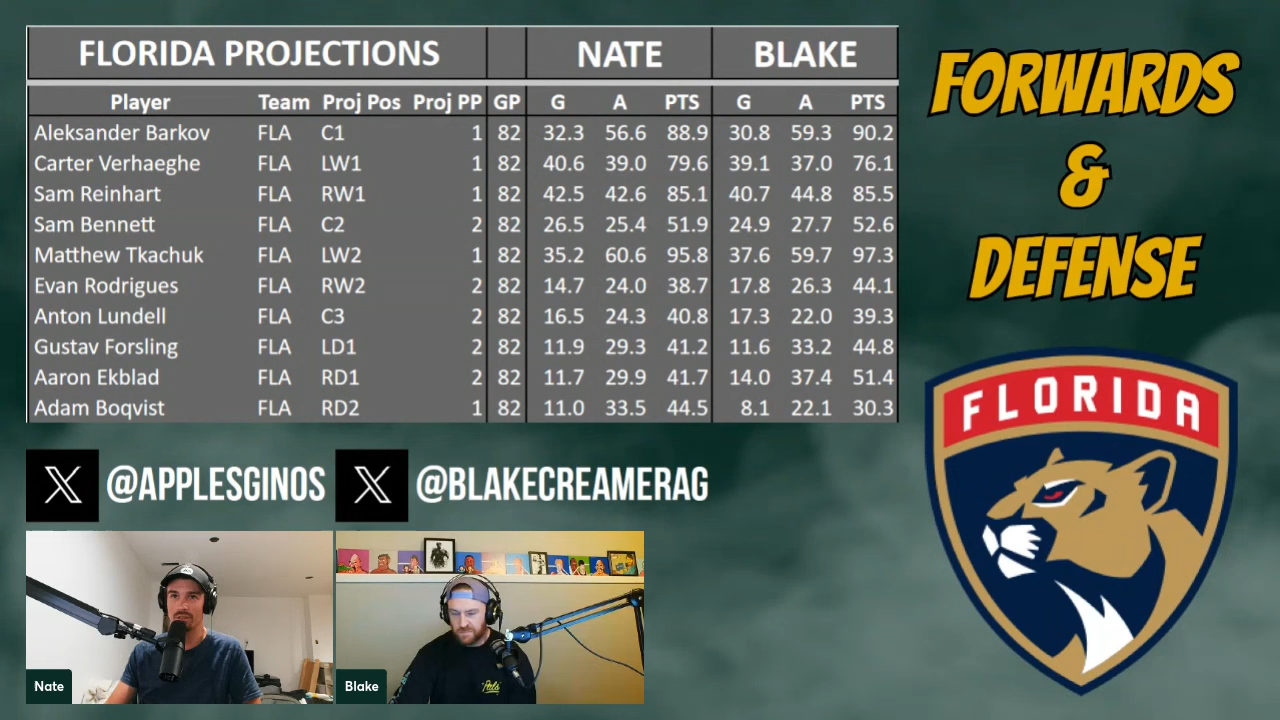 FLORIDA PROJECTIONS NATE BLAKE
Player Team Proj Pos Proj PP GP G A PTS G A PTS
Aleksander Barkov FLA C1 1 82 32.3 56.6 88.9 30.8 59.3 90.2
Carter Verhaeghe FLA LW1 1 82 40.6 39.0 79.6 39.1 37.0 76.1
Sam Reinhart FLA RW1 1 82 42.5 42.6 85.1 40.7 44.8 85.5
Sam Bennett FLA C2 2 82 26.5 25.4 51.9 24.9 27.7 52.6
Matthew Tkachuk FLA LW2 1 82 35.2 60.6 95.8 37.6 59.7 97.3
Evan Rodrigues FLA RW2 2 82 14.7 24.0 38.7 17.8 26.3 44.1
Anton Lundell FLA C3 2 82 16.5 24.3 40.8 17.3 22.0 39.3
Gustav Forsling FLA LD1 2 82 11.9 29.3 41.2 11.6 33.2 44.8
Aaron Ekblad FLA RD1 2 82 11.7 29.9 41.7 14.0 37.4 51.4
Adam Boqvist FLA RD2 1 82 11.0 33.5 44.5 8.1 22.1 30.3
FORWARDS
&
DEFENSE
FLORIDA
X @APPLESGINOS X @BLAKECREAMERAG
Nate
Blake